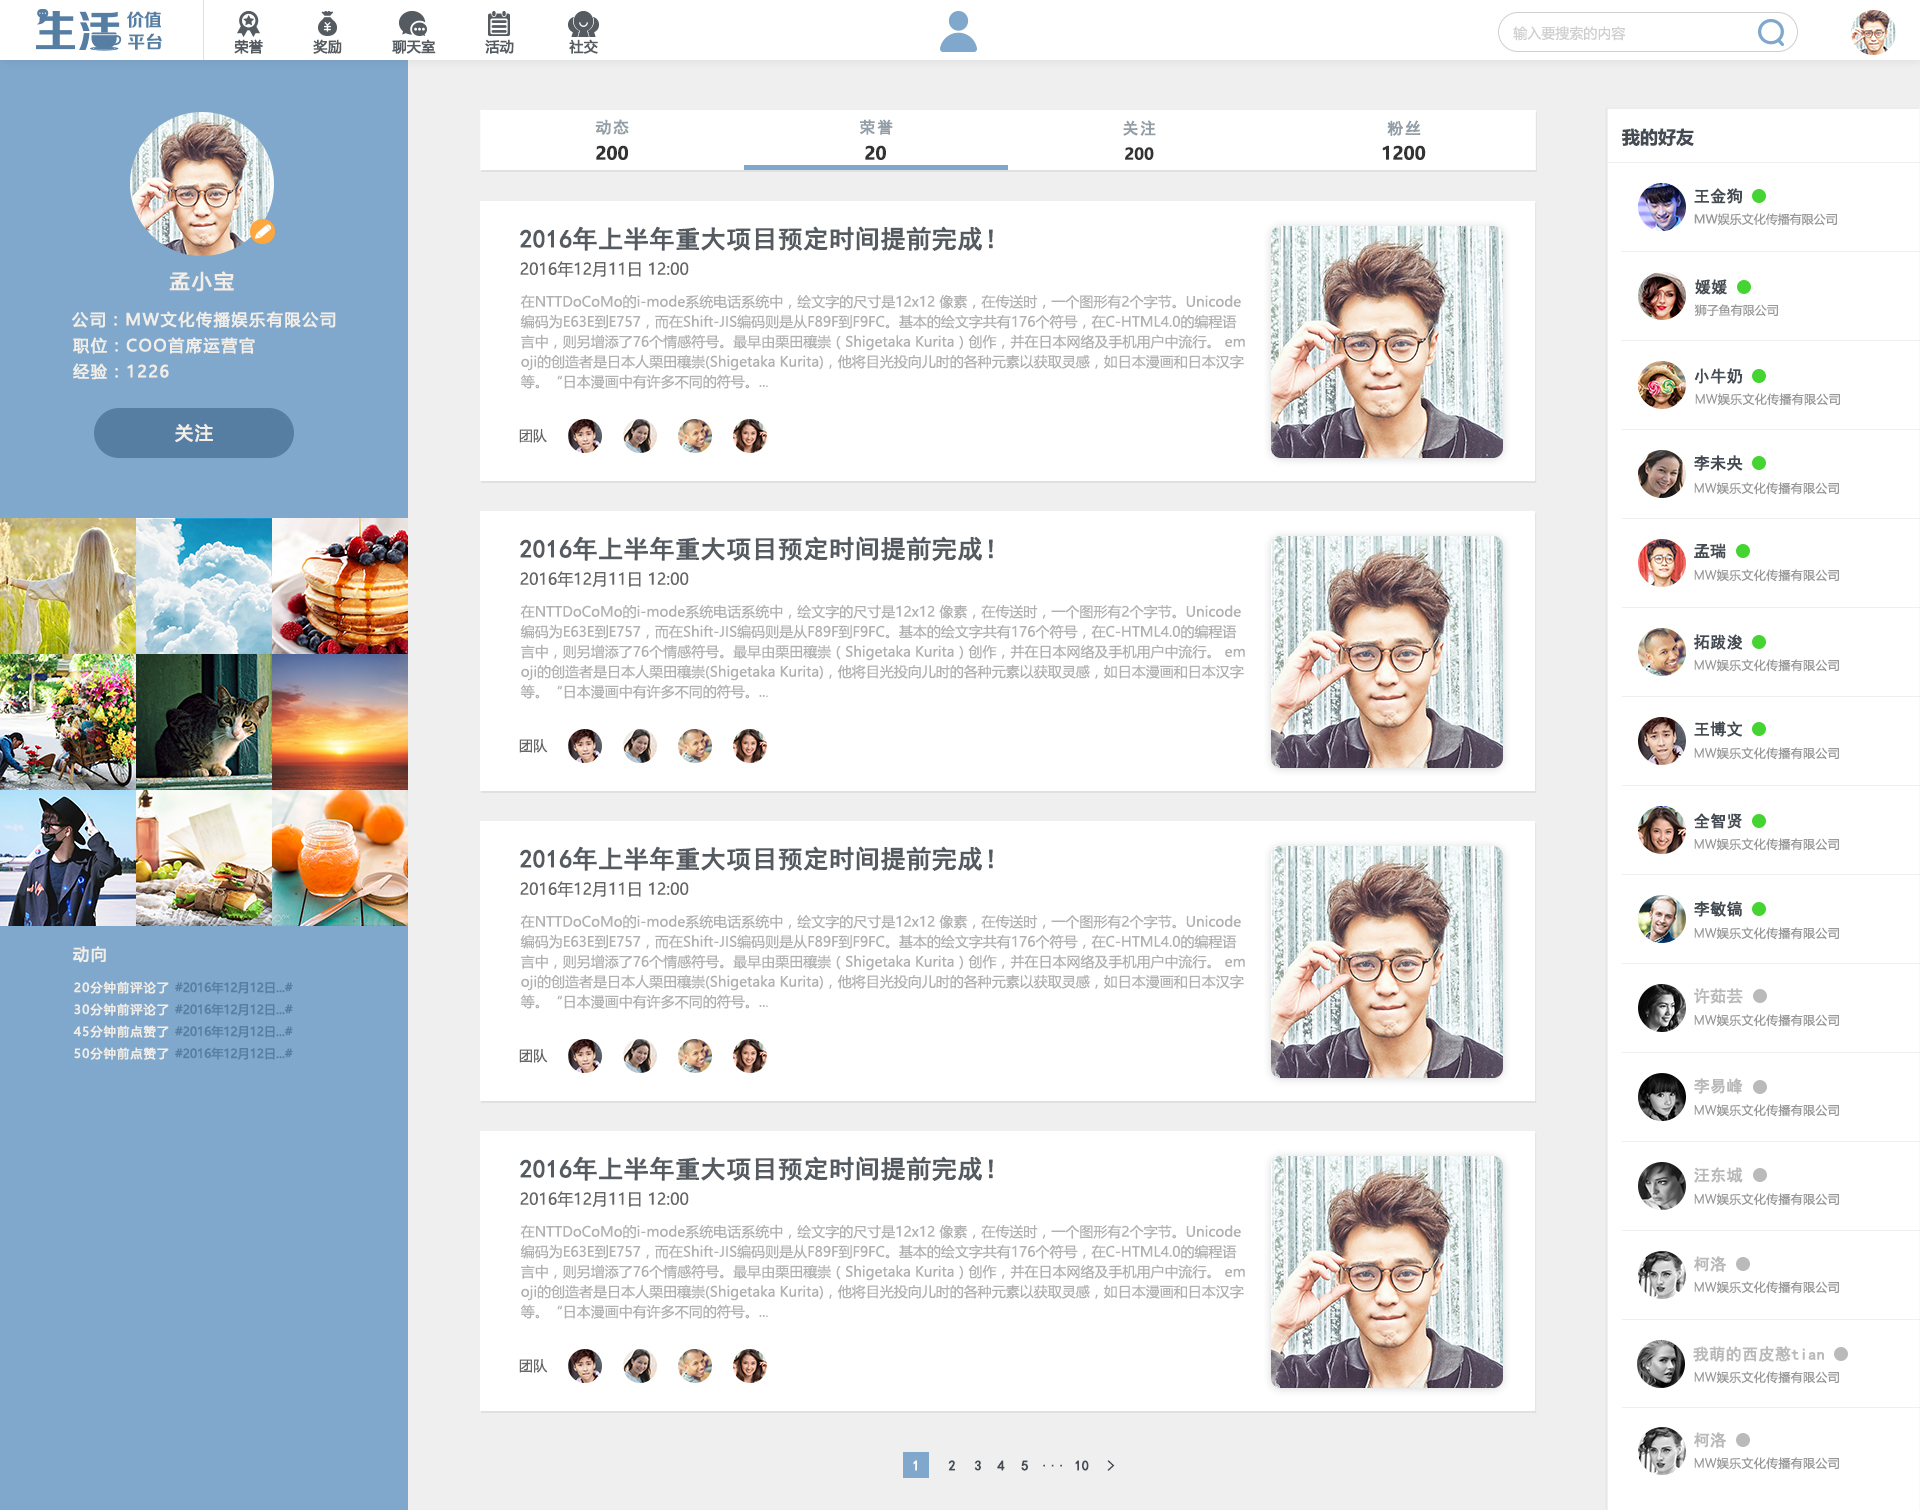 生活 价值平台
荣誉
奖励
聊天室
活动
社交
输入要搜索的内容
孟小宝
公司：MW文化传播娱乐有限公司
职位：COO首席运营官
经验：1226
关注
动向
20分钟前评论了 #2016年12月12日...#
30分钟前评论了 #2016年12月12日...#
45分钟前点赞了 #2016年12月12日...#
50分钟前点赞了 #2016年12月12日...#
动态
200
荣誉
20
关注
200
粉丝
1200
2016年上半年重大项目预定时间提前完成！
2016年12月11日 12:00
在NTTDoCoMo的i-mode系统电话系统中，绘文字的尺寸是12x12 像素，在传送时，一个图形有2个字节。Unicode
编码为E63E到E757，而在Shift-JIS编码则是从F89F到F9FC。基本的绘文字共有176个符号，在C-HTML4.0的编程语
言中，则另增添了76个情感符号。最早由栗田穰崇（Shigetaka Kurita）创作，并在日本网络及手机用户中流行。 em
oji的创造者是日本人栗田穰崇(Shigetaka Kurita)，他将目光投向儿时的各种元素以获取灵感，如日本漫画和日本汉字
等。“日本漫画中有许多不同的符号。...
团队
2016年上半年重大项目预定时间提前完成！
2016年12月11日 12:00
在NTTDoCoMo的i-mode系统电话系统中，绘文字的尺寸是12x12 像素，在传送时，一个图形有2个字节。Unicode
编码为E63E到E757，而在Shift-JIS编码则是从F89F到F9FC。基本的绘文字共有176个符号，在C-HTML4.0的编程语
言中，则另增添了76个情感符号。最早由栗田穰崇（Shigetaka Kurita）创作，并在日本网络及手机用户中流行。 em
oji的创造者是日本人栗田穰崇(Shigetaka Kurita)，他将目光投向儿时的各种元素以获取灵感，如日本漫画和日本汉字
等。“日本漫画中有许多不同的符号。...
团队
2016年上半年重大项目预定时间提前完成！
2016年12月11日 12:00
在NTTDoCoMo的i-mode系统电话系统中，绘文字的尺寸是12x12 像素，在传送时，一个图形有2个字节。Unicode
编码为E63E到E757，而在Shift-JIS编码则是从F89F到F9FC。基本的绘文字共有176个符号，在C-HTML4.0的编程语
言中，则另增添了76个情感符号。最早由栗田穰崇（Shigetaka Kurita）创作，并在日本网络及手机用户中流行。 em
oji的创造者是日本人栗田穰崇(Shigetaka Kurita)，他将目光投向儿时的各种元素以获取灵感，如日本漫画和日本汉字
等。“日本漫画中有许多不同的符号。...
团队
2016年上半年重大项目预定时间提前完成！
2016年12月11日 12:00
在NTTDoCoMo的i-mode系统电话系统中，绘文字的尺寸是12x12 像素，在传送时，一个图形有2个字节。Unicode
编码为E63E到E757，而在Shift-JIS编码则是从F89F到F9FC。基本的绘文字共有176个符号，在C-HTML4.0的编程语
言中，则另增添了76个情感符号。最早由栗田穰崇（Shigetaka Kurita）创作，并在日本网络及手机用户中流行。 em
oji的创造者是日本人栗田穰崇(Shigetaka Kurita)，他将目光投向儿时的各种元素以获取灵感，如日本漫画和日本汉字
等。“日本漫画中有许多不同的符号。...
团队
1 2 3 4 5 ··· 10 >
我的好友
王金狗
MW娱乐文化传播有限公司
媛媛
狮子鱼有限公司
小牛奶
MW娱乐文化传播有限公司
李未央
MW娱乐文化传播有限公司
孟瑞
MW娱乐文化传播有限公司
拓跋浚
MW娱乐文化传播有限公司
王博文
MW娱乐文化传播有限公司
全智贤
MW娱乐文化传播有限公司
李敏镐
MW娱乐文化传播有限公司
许茹芸
MW娱乐文化传播有限公司
李易峰
MW娱乐文化传播有限公司
汪东城
MW娱乐文化传播有限公司
柯洛
MW娱乐文化传播有限公司
我萌的西皮憨tian
MW娱乐文化传播有限公司
柯洛
MW娱乐文化传播有限公司